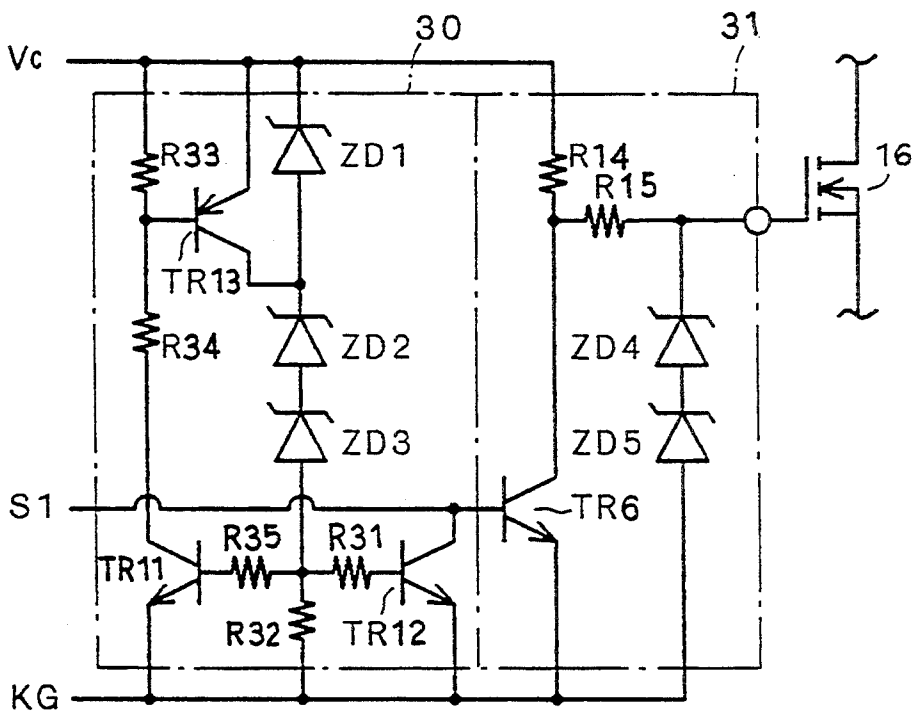 30
31
Vc
R33
ZD1
R14
R15
16
TR13
R34
ZD2
ZD4
ZD3
ZD5
S1
TR6
R35
R31
TR11
R32
TR12
KG